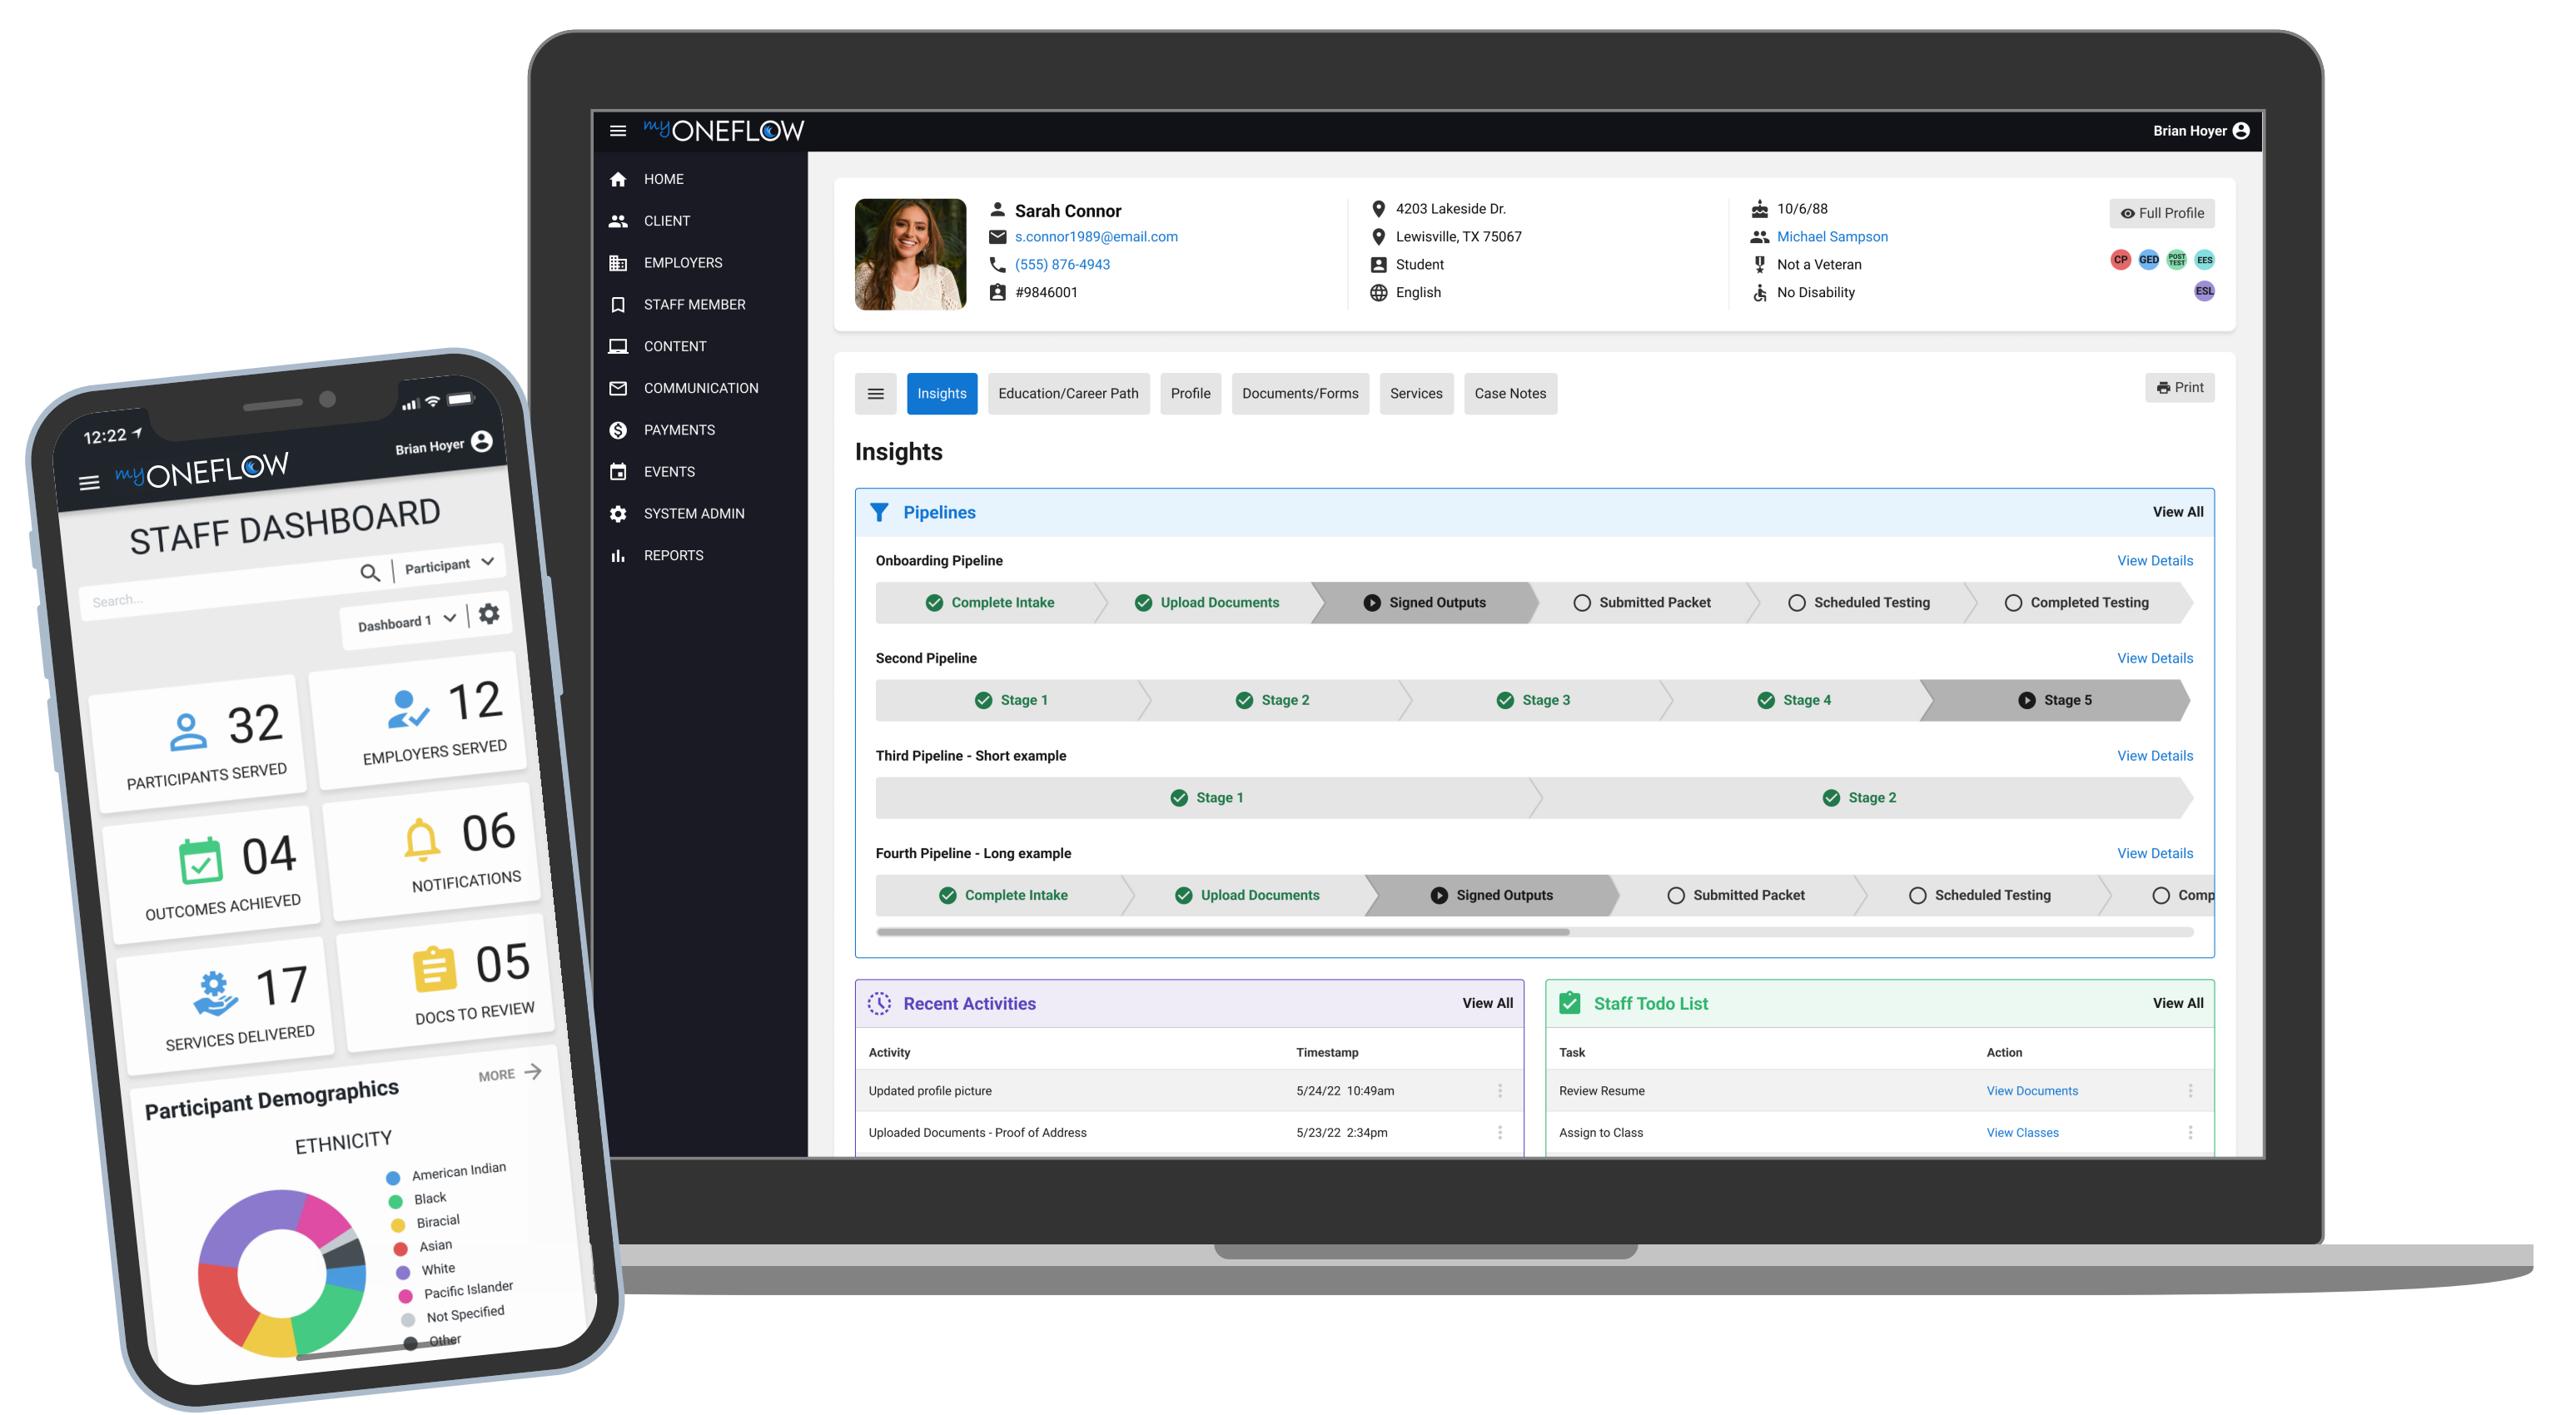 12:22
my ONEFLOW
Brian Hoyer
STAFF DASHBOARD
Search...
Participant
Dashboard 1
32
PARTICIPANTS SERVED
12
EMPLOYERS SERVED
04
OUTCOMES ACHIEVED
06
NOTIFICATIONS
17
SERVICES DELIVERED
05
DOCS TO REVIEW
Participant Demographics
MORE
ETHNICITY
American Indian
Black
Biracial
Asian
White
Pacific Islander
Not Specified
Other
my ONEFLOW
Brian Hoyer
HOME
CLIENT
EMPLOYERS
STAFF MEMBER
CONTENT
COMMUNICATION
PAYMENTS
EVENTS
SYSTEM ADMIN
REPORTS
Sarah Connor
s.connor1989@email.com
(555) 876-4943
#9846001
4203 Lakeside Dr.
Lewisville, TX 75067
Student
English
10/6/88
Michael Sampson
Not a Veteran
No Disability
Full Profile
CP GED POST TEST EES
ESL
Insights Education/Career Path Profile Documents/Forms Services Case Notes
Print
Insights
Pipelines View All
Onboarding Pipeline View Details
Complete Intake Upload Documents Signed Outputs Submitted Packet Scheduled Testing Completed Testing
Second Pipeline View Details
Stage 1 Stage 2 Stage 3 Stage 4 Stage 5
Third Pipeline - Short example View Details
Stage 1 Stage 2
Fourth Pipeline - Long example View Details
Complete Intake Upload Documents Signed Outputs Submitted Packet Scheduled Testing Comp
Recent Activities View All
Activity Timestamp
Updated profile picture 5/24/22 10:49am
Uploaded Documents - Proof of Address 5/23/22 2:34pm
Staff Todo List View All
Task Action
Review Resume View Documents
Assign to Class View Classes